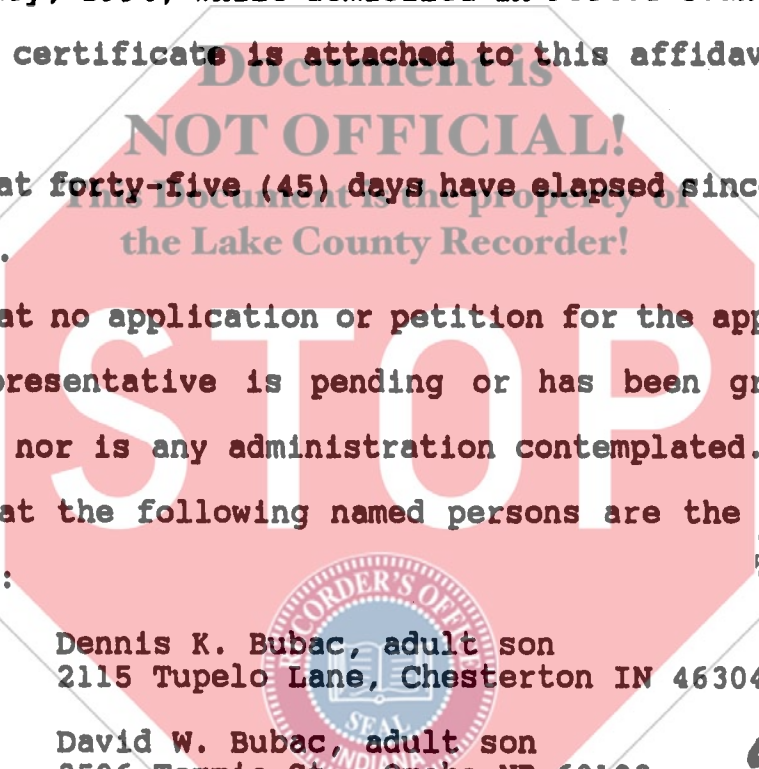 certificate is attached to this affidav
Document is
NOT OFFICIAL!
at forty-five (45) days have elapsed since
This Document is the property of
the Lake County Recorder!
.
at no application or petition for the app
presentative is pending or has been gr
nor is any administration contemplated.
at the following named persons are the
:
STOP
RECORDER'S OFFICE
Dennis K. Bubac, adult son
2115 Tupelo Lane, Chesterton IN 46304
SEAL
INDIANA
David W. Bubac, adult son